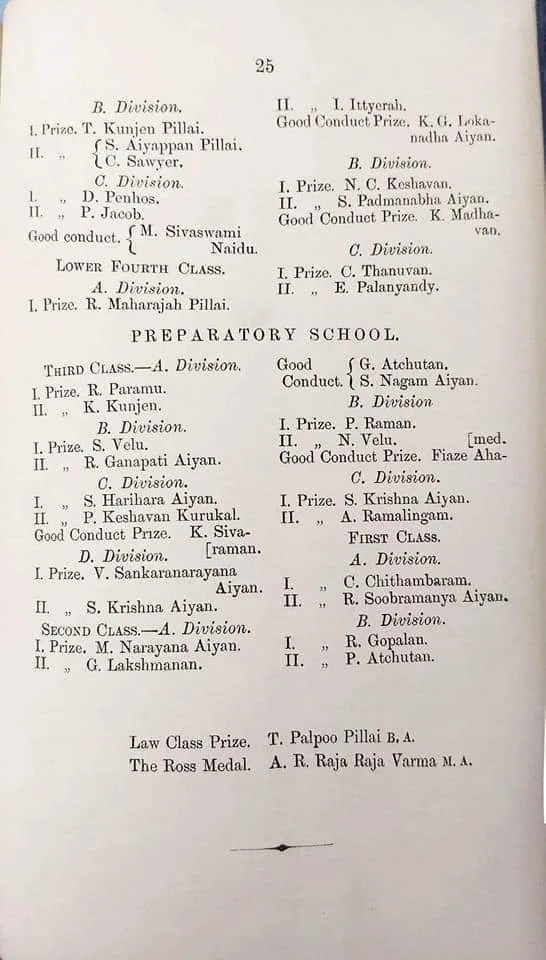 25
B. Division.
I. Prize. T. Kunjen Pillai.
II. „ { S. Aiyappan Pillai.
C. Sawyer.
C. Division.
I. „ D. Penhos.
II. „ P. Jacob.
Good conduct. { M. Sivaswami
Naidu.
LOWER FOURTH CLASS.
A. Division.
I. Prize. R. Maharajah Pillai.
II. „ I. Ittyerah.
Good Conduct Prize. K. G. Loka-
nadha Aiyan.
B. Division.
I. Prize. N. C. Keshavan.
II. „ S. Padmanabha Aiyan.
Good Conduct Prize. K. Madha-
van.
C. Division.
I. Prize. C. Thanuvan.
II. „ E. Palanyandy.
PREPARATORY SCHOOL.
THIRD CLASS.—A. Division.
I. Prize. R. Paramu.
II. „ K. Kunjen.
B. Division.
I. Prize. S. Velu.
II. „ R. Ganapati Aiyan.
C. Division.
I. „ S. Harihara Aiyan.
II. „ P. Keshavan Kurukal.
Good Conduct Prize. K. Siva-
D. Division. [raman.
I. Prize. V. Sankaranarayana
Aiyan.
II. „ S. Krishna Aiyan.
SECOND CLASS.—A. Division.
I. Prize. M. Narayana Aiyan.
II. „ G. Lakshmanan.
Good { G. Atchutan.
Conduct. { S. Nagam Aiyan.
B. Division
I. Prize. P. Raman.
II. „ N. Velu. [med.
Good Conduct Prize. Fiaze Aha-
C. Division.
I. Prize. S. Krishna Aiyan.
II. „ A. Ramalingam.
FIRST CLASS.
A. Division.
I. „ C. Chithambaram.
II. „ R. Soobramanya Aiyan.
B. Division.
I. „ R. Gopalan.
II. „ P. Atchutan.
Law Class Prize. T. Palpoo Pillai B. A.
The Ross Medal. A. R. Raja Raja Varma M. A.